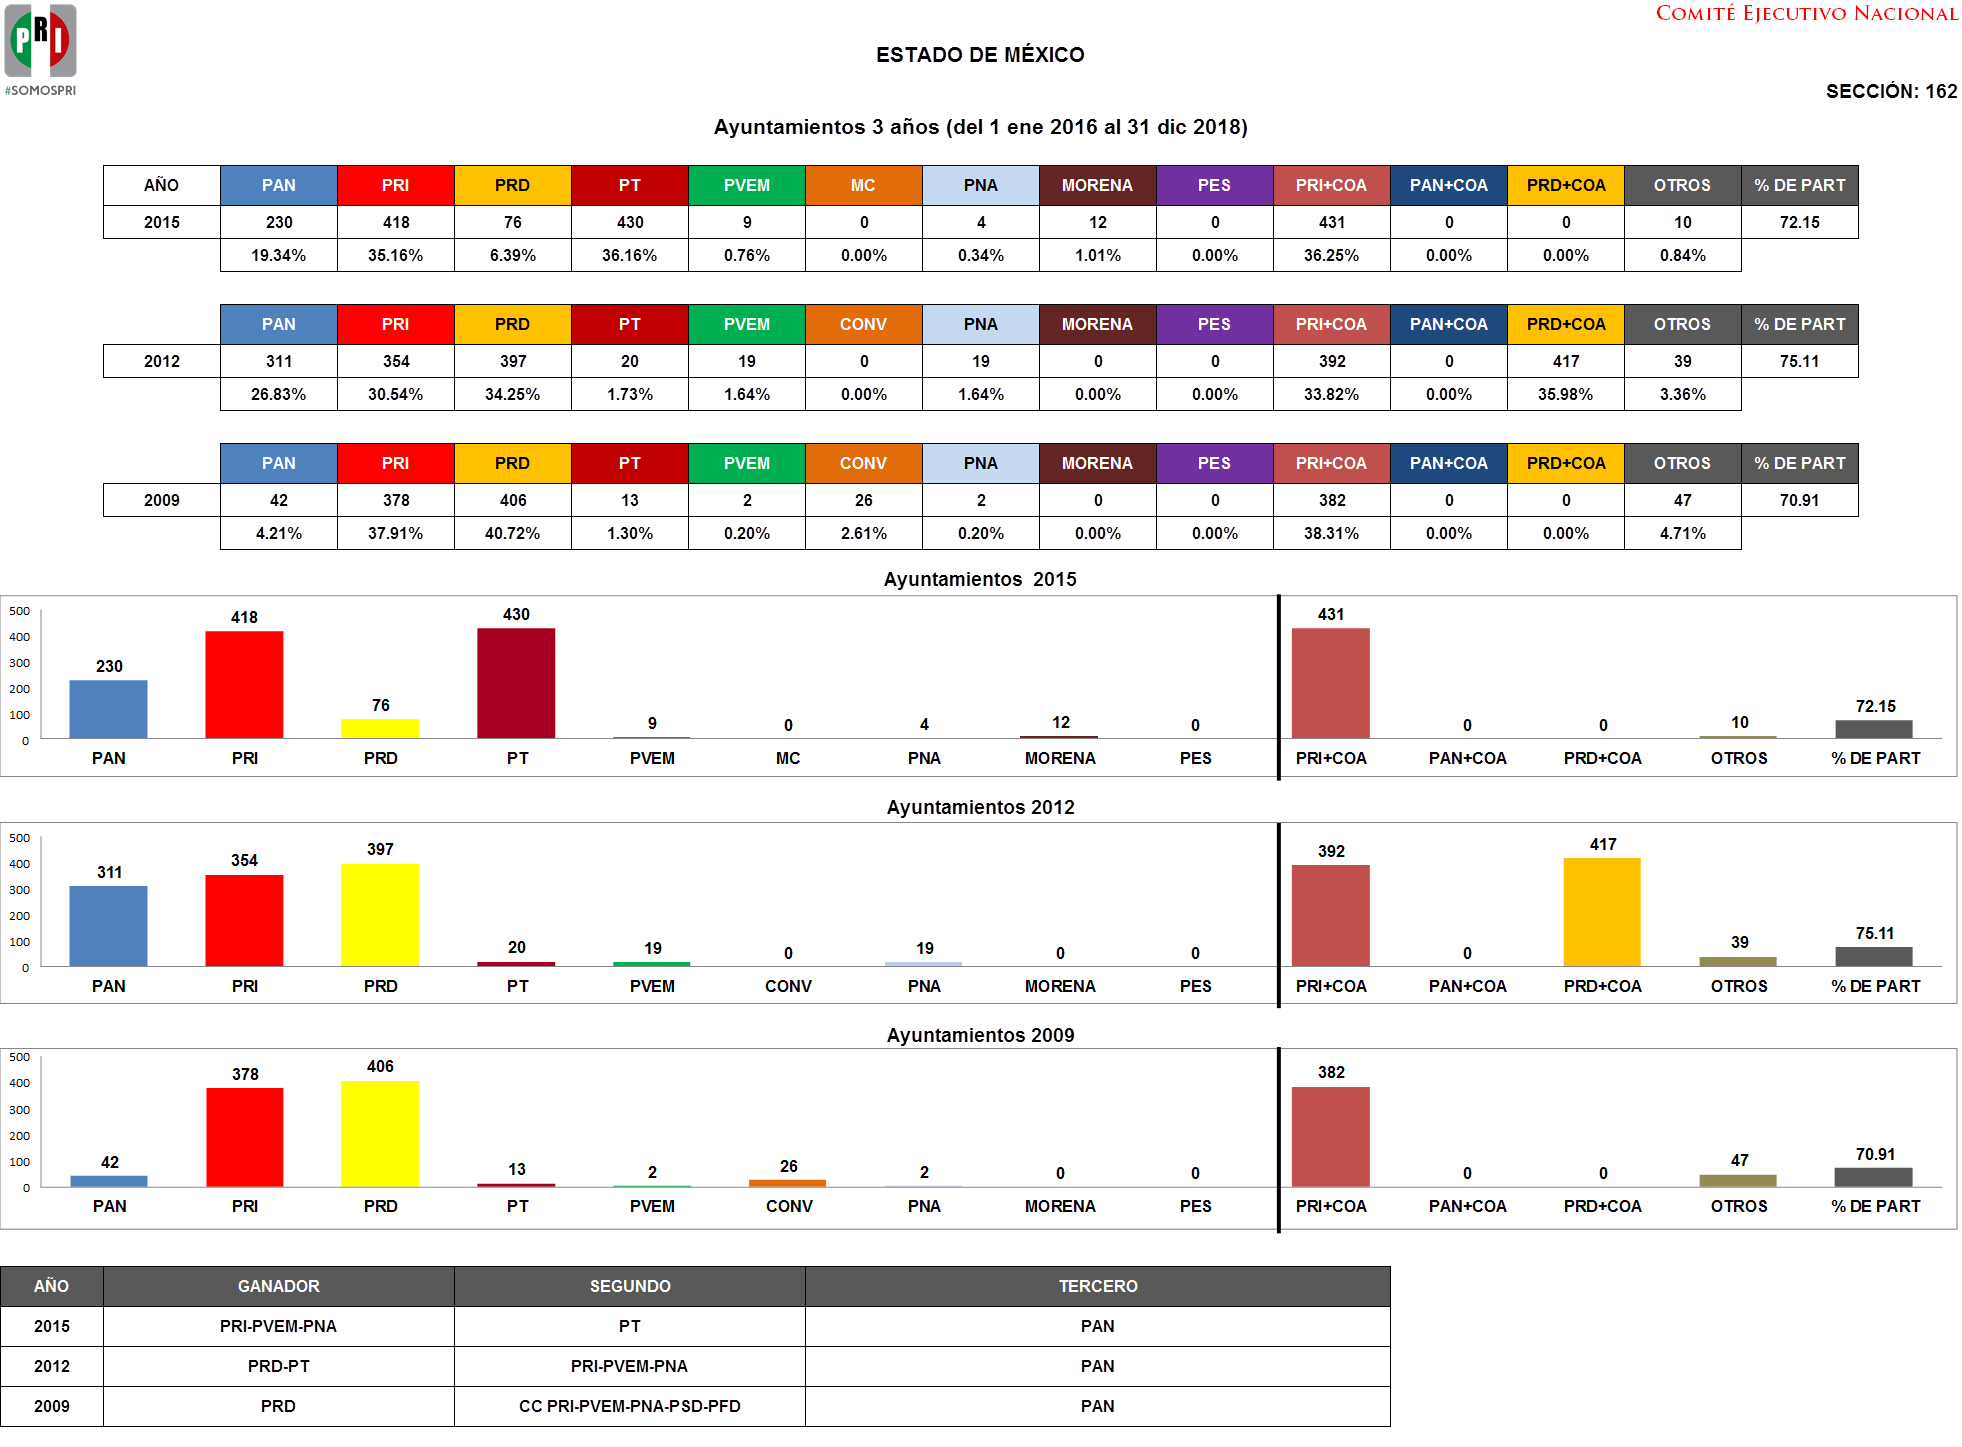 COMITÉ EJECUTIVO NACIONAL
PRI
#SOMOSPRI
ESTADO DE MÉXICO
SECCIÓN: 162
Ayuntamientos 3 años (del 1 ene 2016 al 31 dic 2018)
AÑO PAN PRI PRD PT PVEM MC PNA MORENA PES PRI+COA PAN+COA PRD+COA OTROS % DE PART
2015 230 418 76 430 9 0 4 12 0 431 0 0 10 72.15
19.34% 35.16% 6.39% 36.16% 0.76% 0.00% 0.34% 1.01% 0.00% 36.25% 0.00% 0.00% 0.84%
PAN PRI PRD PT PVEM CONV PNA MORENA PES PRI+COA PAN+COA PRD+COA OTROS % DE PART
2012 311 354 397 20 19 0 19 0 0 392 0 417 39 75.11
26.83% 30.54% 34.25% 1.73% 1.64% 0.00% 1.64% 0.00% 0.00% 33.82% 0.00% 35.98% 3.36%
PAN PRI PRD PT PVEM CONV PNA MORENA PES PRI+COA PAN+COA PRD+COA OTROS % DE PART
2009 42 378 406 13 2 26 2 0 0 382 0 0 47 70.91
4.21% 37.91% 40.72% 1.30% 0.20% 2.61% 0.20% 0.00% 0.00% 38.31% 0.00% 0.00% 4.71%
Ayuntamientos 2015
500
400
300
200
100
0
230 418 76 430 9 0 4 12 0 431 0 0 10 72.15
PAN PRI PRD PT PVEM MC PNA MORENA PES PRI+COA PAN+COA PRD+COA OTROS % DE PART
Ayuntamientos 2012
500
400
300
200
100
0
311 354 397 20 19 0 19 0 0 392 0 417 39 75.11
PAN PRI PRD PT PVEM CONV PNA MORENA PES PRI+COA PAN+COA PRD+COA OTROS % DE PART
Ayuntamientos 2009
500
400
300
200
100
0
42 378 406 13 2 26 2 0 0 382 0 0 47 70.91
PAN PRI PRD PT PVEM CONV PNA MORENA PES PRI+COA PAN+COA PRD+COA OTROS % DE PART
AÑO GANADOR SEGUNDO TERCERO
2015 PRI-PVEM-PNA PT PAN
2012 PRD-PT PRI-PVEM-PNA PAN
2009 PRD CC PRI-PVEM-PNA-PSD-PFD PAN